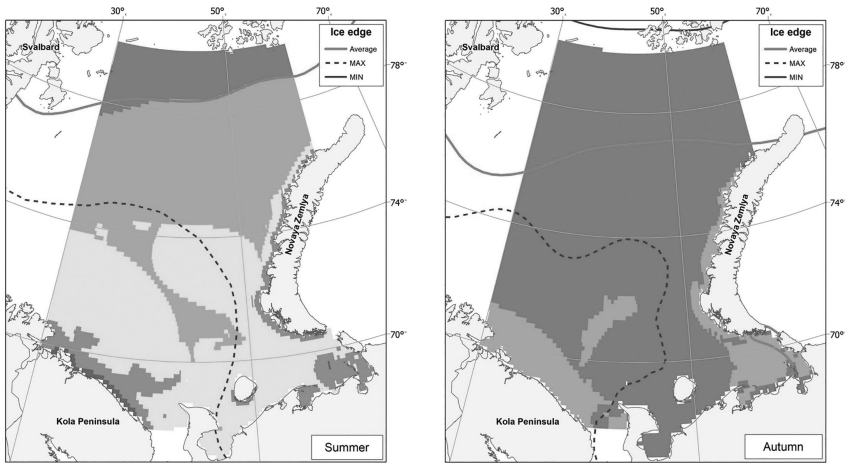 30°
50°
70°
Svalbard
Ice edge
Average
MAX
MIN
78°
74°
Novaya Zemlya
70°
Kola Peninsula
Summer
30°
50°
70°
Svalbard
Ice edge
Average
MAX
MIN
78°
74°
Novaya Zemlya
70°
Kola Peninsula
Autumn